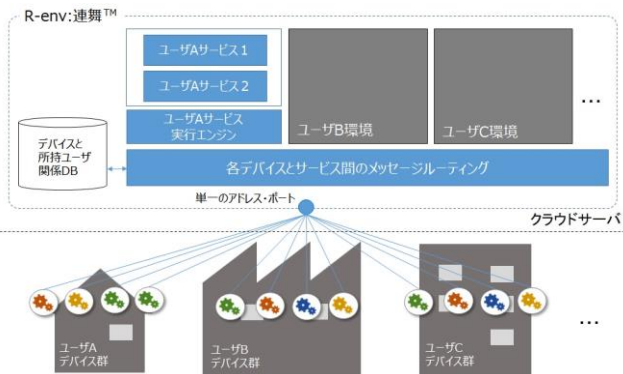 R-env:連舞™
ユーザAサービス1
ユーザAサービス2
ユーザAサービス
実行エンジン
ユーザB環境
ユーザC環境
...
デバイスと
所持ユーザ
関係DB
各デバイスとサービス間のメッセージルーティング
単一のアドレス・ポート
クラウドサーバ
ユーザA
デバイス群
ユーザB
デバイス群
ユーザC
デバイス群
...